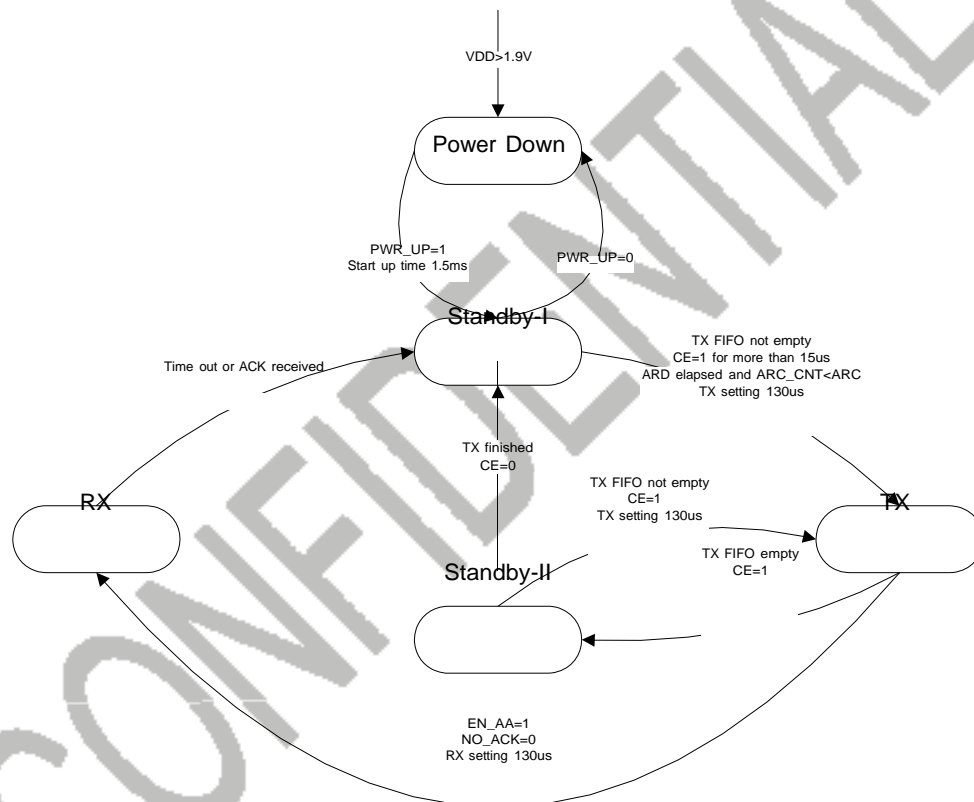 VDD>1.9V
Power Down
PWR_UP=1
Start up time 1.5ms
PWR_UP=0
Standby-I
TX FIFO not empty
CE=1 for more than 15us
ARD elapsed and ARC_CNT<ARC
TX setting 130us
Time out or ACK received
TX finished
CE=0
TX FIFO not empty
CE=1
TX setting 130us
RX
TX
TX FIFO empty
CE=1
Standby-II
EN_AA=1
NO_ACK=0
RX setting 130us
CONFIDENTIAL